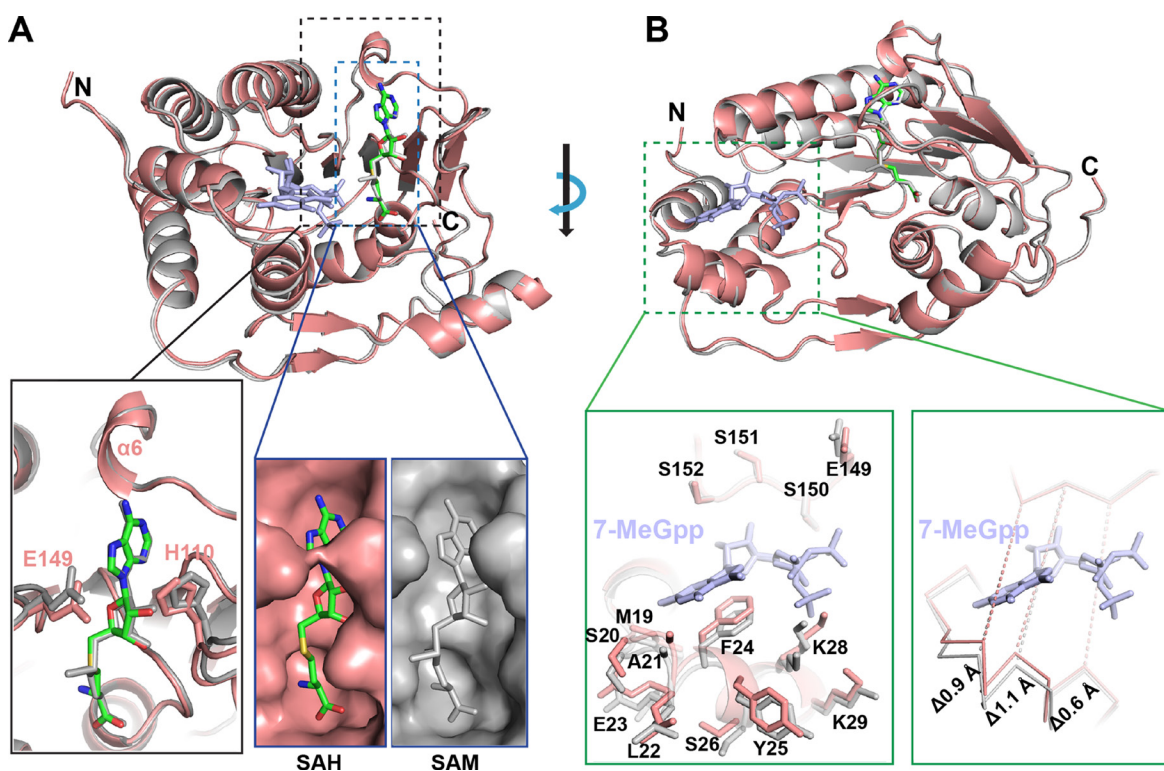 A
N
C
α6
E149
H110
SAH
SAM
B
N
C
S151
S152
E149
S150
7-MeGpp
M19
S20
A21
F24
K28
E23
L22
S26
Y25
K29
7-MeGpp
Δ0.9 Å
Δ1.1 Å
Δ0.6 Å